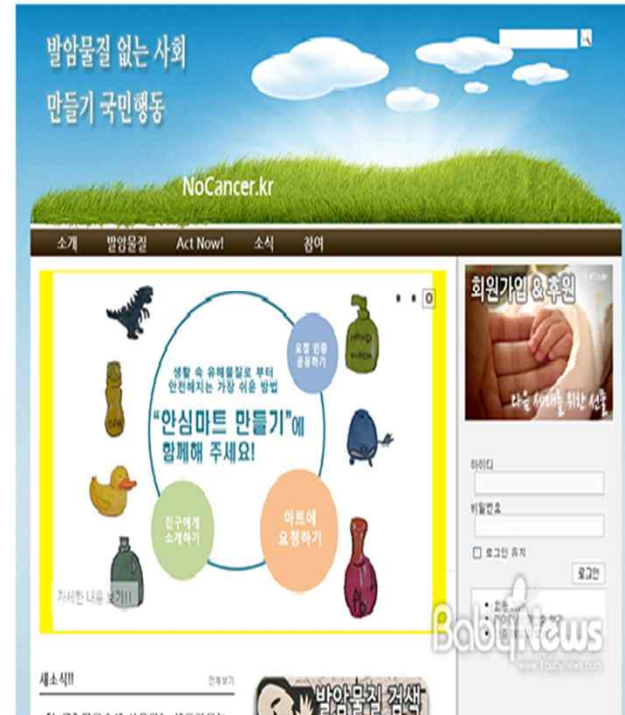 발암물질 없는 사회
만들기 국민행동
NoCancer.kr
소개 발암물질 Act Now! 소식 참여
요청 인증
공유하기
생활 속 유해물질로 부터
안전해지는 가장 쉬운 방법
“안심마트 만들기”에
함께해 주세요!
친구에게
소개하기
마트에
요청하기
자세한 내용 보기!!
회원가입 & 후원
다음 세대를 위한 선물
아이디
비밀번호
로그인 유지
로그인
BabyNews
www.ibabynews.com
새소식!!
전체보기
발암물질 검색